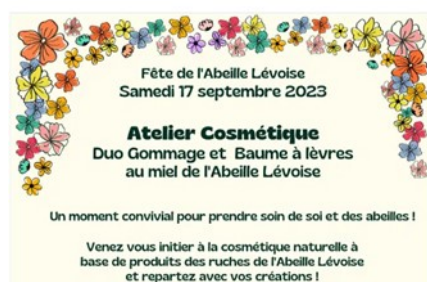 Fête de l'Abeille Lévoise
Samedi 17 septembre 2023
Atelier Cosmétique
Duo Gommage et Baume à lèvres
au miel de l'Abeille Lévoise
Un moment convivial pour prendre soin de soi et des abeilles !
Venez vous initier à la cosmétique naturelle à
base de produits des ruches de l'Abeille Lévoise
et repartez avec vos créations !